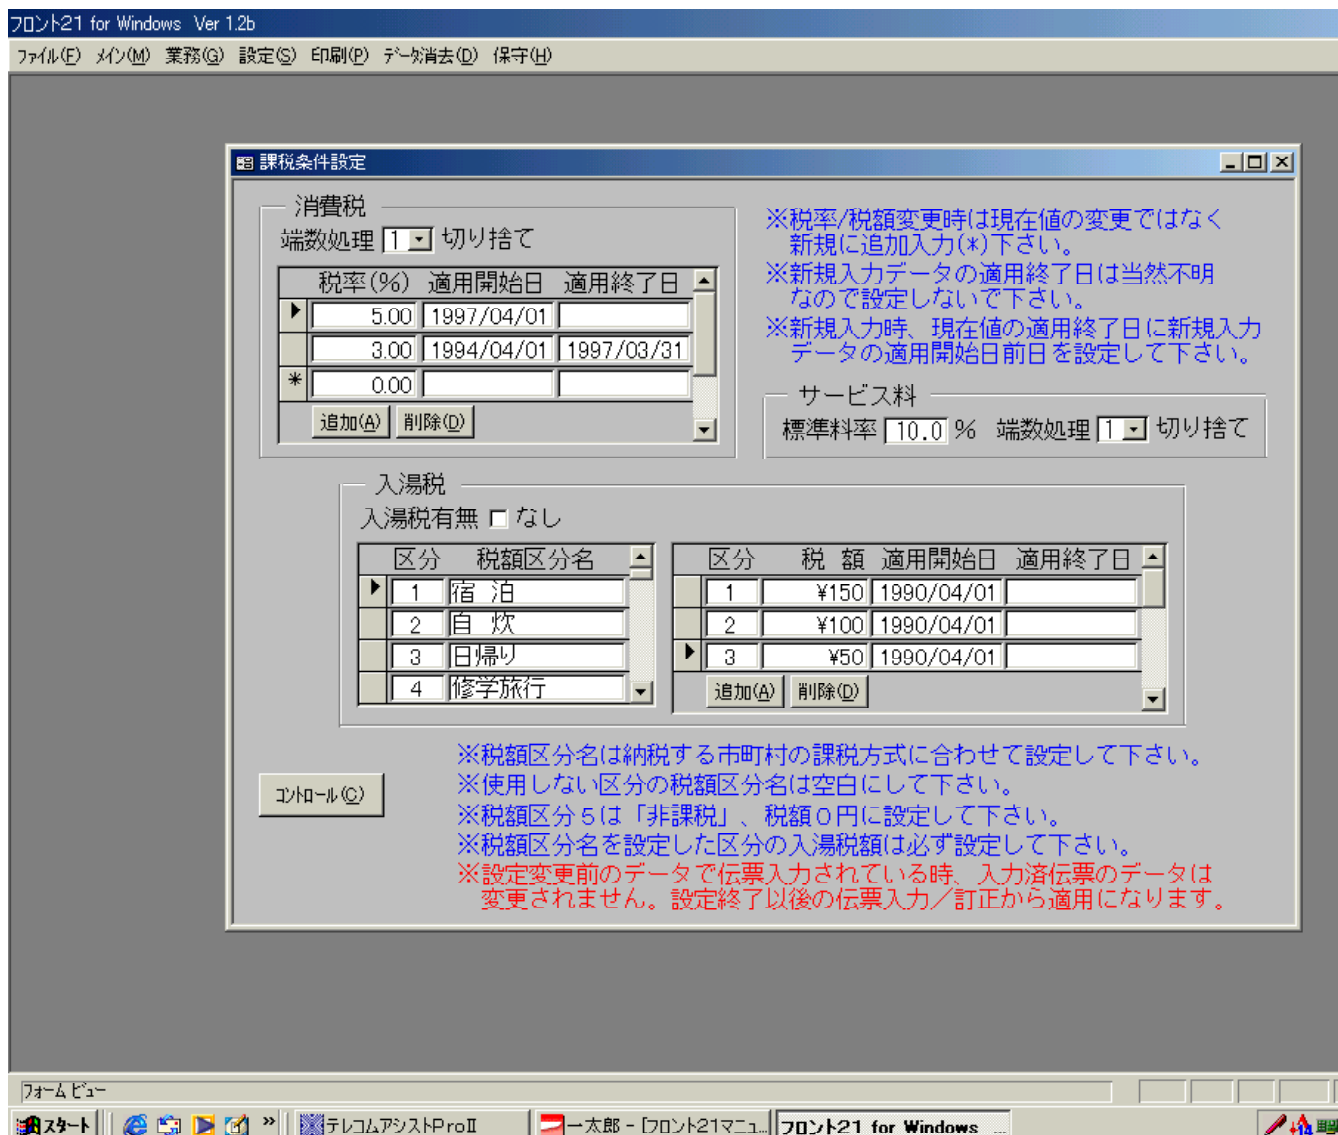 フロント21 for Windows Ver 1.2b
ファイル(F) メイン(M) 業務(G) 設定(S) 印刷(P) データ消去(D) 保守(H)
課税条件設定
消費税
端数処理 1 切り捨て
税率(%) 適用開始日 適用終了日
5.00 1997/04/01
3.00 1994/04/01 1997/03/31
* 0.00
追加(A) 削除(D)
※税率/税額変更時は現在値の変更ではなく
新規に追加入力(*)下さい。
※新規入力データの適用終了日は当然不明
なので設定しないで下さい。
※新規入力時、現在値の適用終了日に新規入力
データの適用開始日前日を設定して下さい。
サービス料
標準料率 10.0 % 端数処理 1 切り捨て
入湯税
入湯税有無 なし
区分 税額区分名
1 宿 泊
2 自 炊
3 日帰り
4 修学旅行
区分 税 額 適用開始日 適用終了日
1 ¥150 1990/04/01
2 ¥100 1990/04/01
3 ¥50 1990/04/01
追加(A) 削除(D)
コントロール(C)
※税額区分名は納税する市町村の課税方式に合わせて設定して下さい。
※使用しない区分の税額区分名は空白にして下さい。
※税額区分5は「非課税」、税額0円に設定して下さい。
※税額区分名を設定した区分の入湯税額は必ず設定して下さい。
※設定変更前のデータで伝票入力されている時、入力済伝票のデータは
変更されません。設定終了以後の伝票入力/訂正から適用になります。
フォーム ビュー
スタート » テレコムアシストProⅡ 一太郎 - [フロント21マニュ... フロント21 for Windows ...